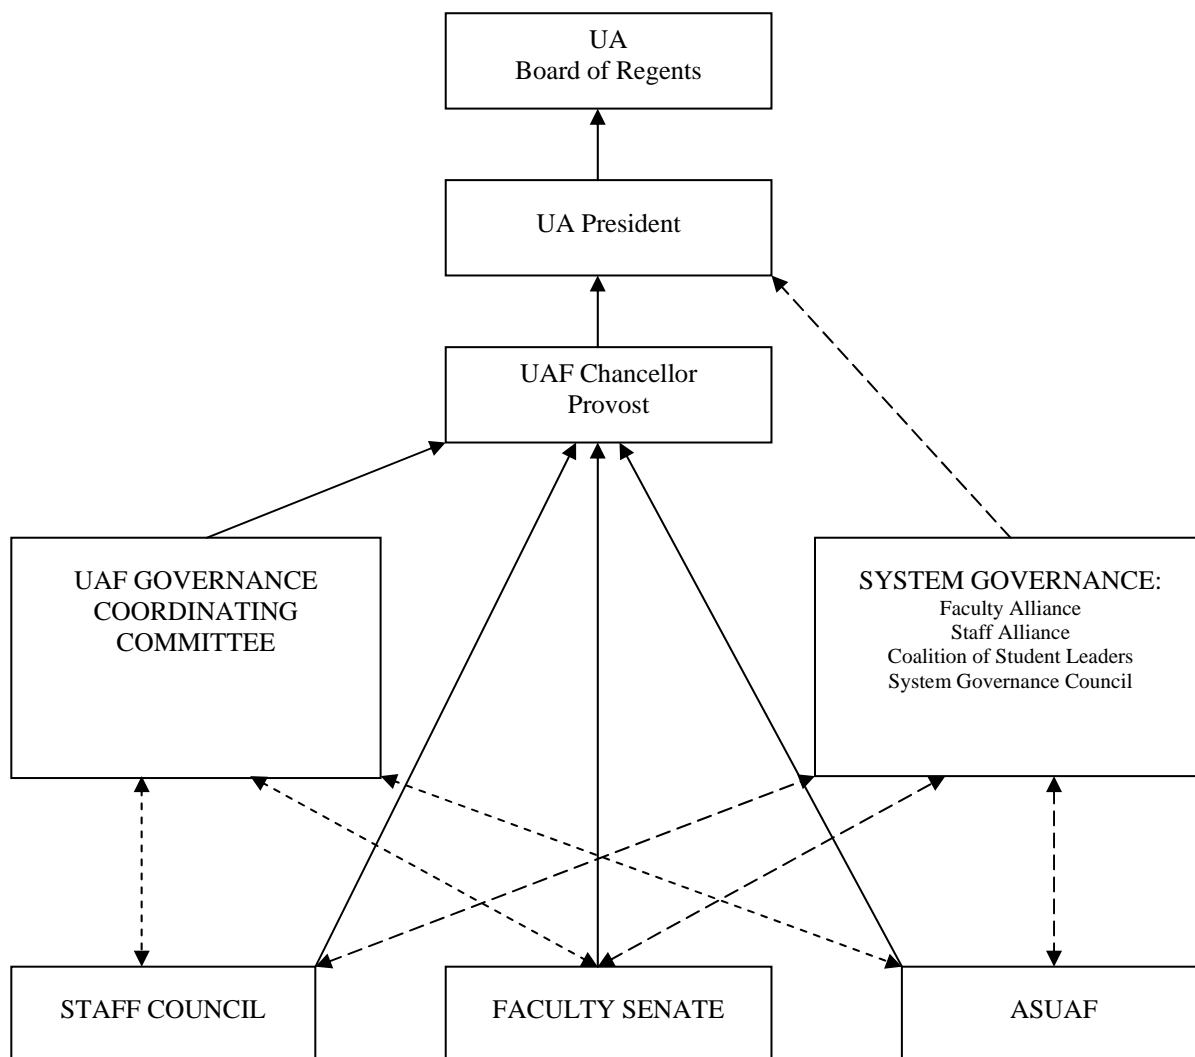 UA
Board of Regents
UA President
UAF Chancellor
Provost
UAF GOVERNANCE
COORDINATING
COMMITTEE
SYSTEM GOVERNANCE:
Faculty Alliance
Staff Alliance
Coalition of Student Leaders
System Governance Council
STAFF COUNCIL
FACULTY SENATE
ASUAF